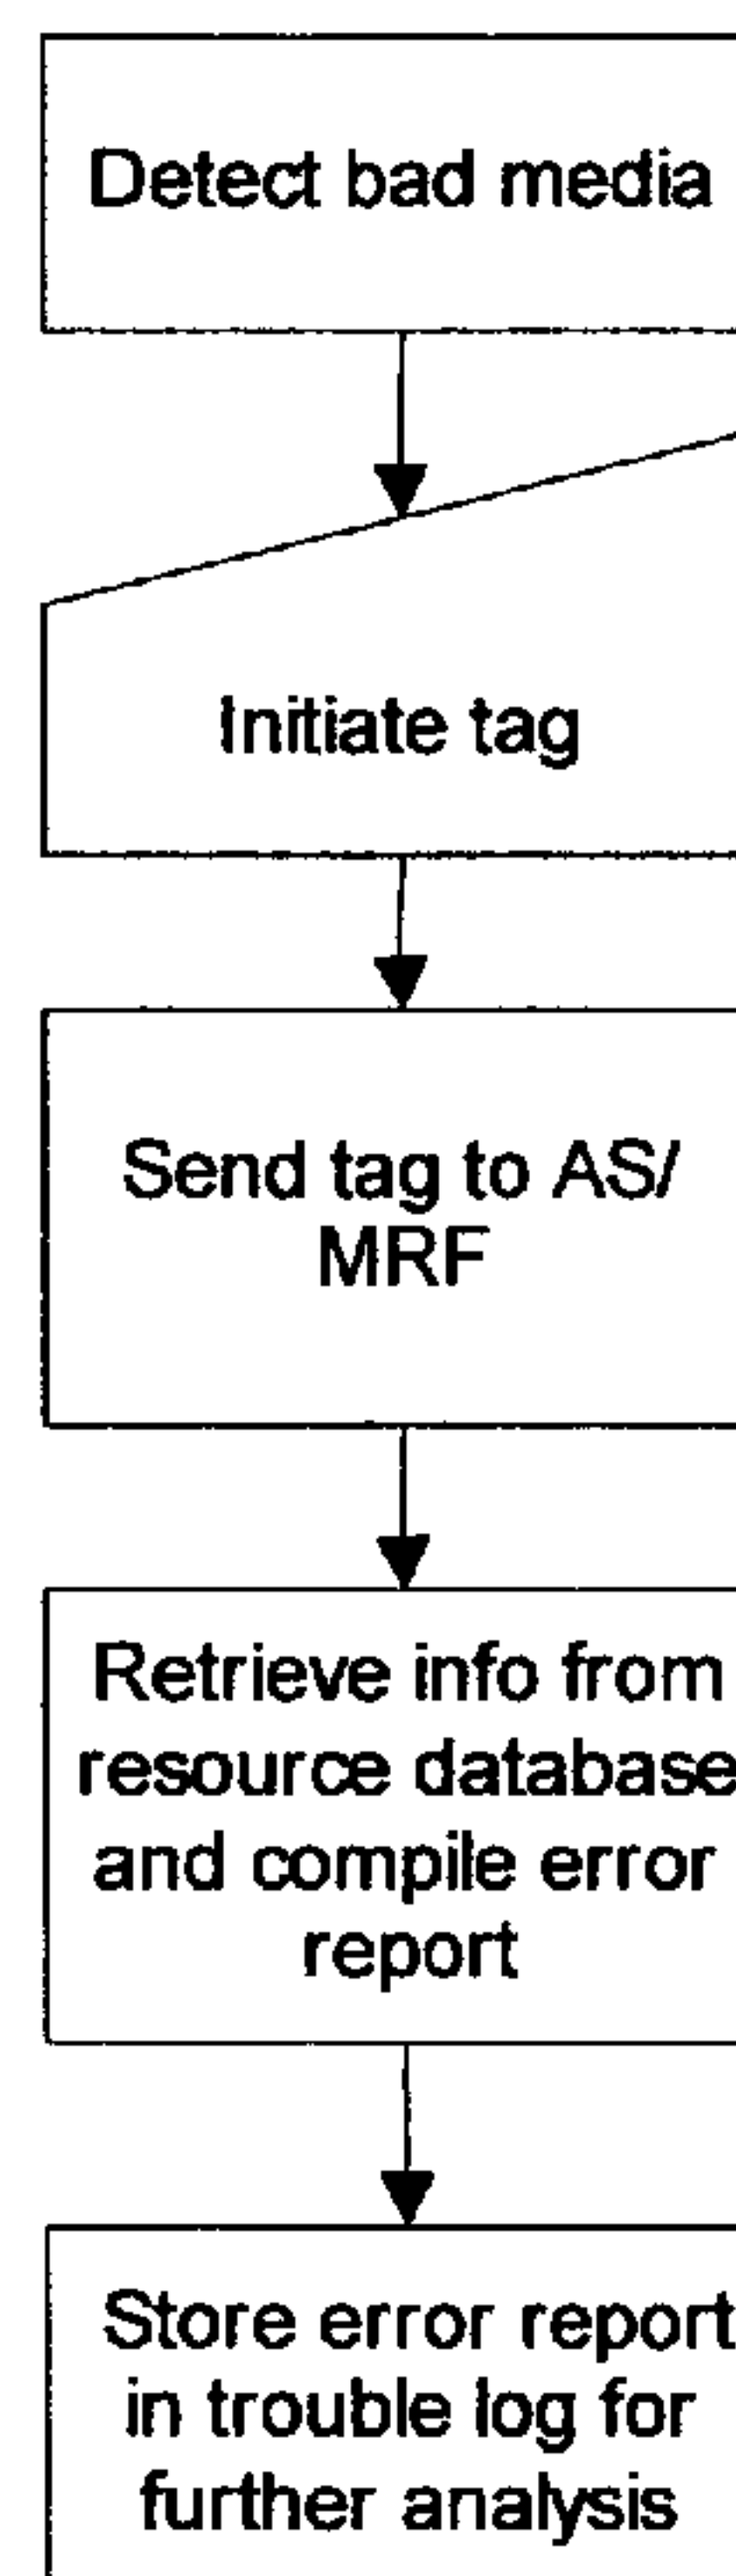 Detect bad media
Initiate tag
Send tag to AS/
MRF
Retrieve info from
resource database
and compile error
report
Store error report
in trouble log for
further analysis